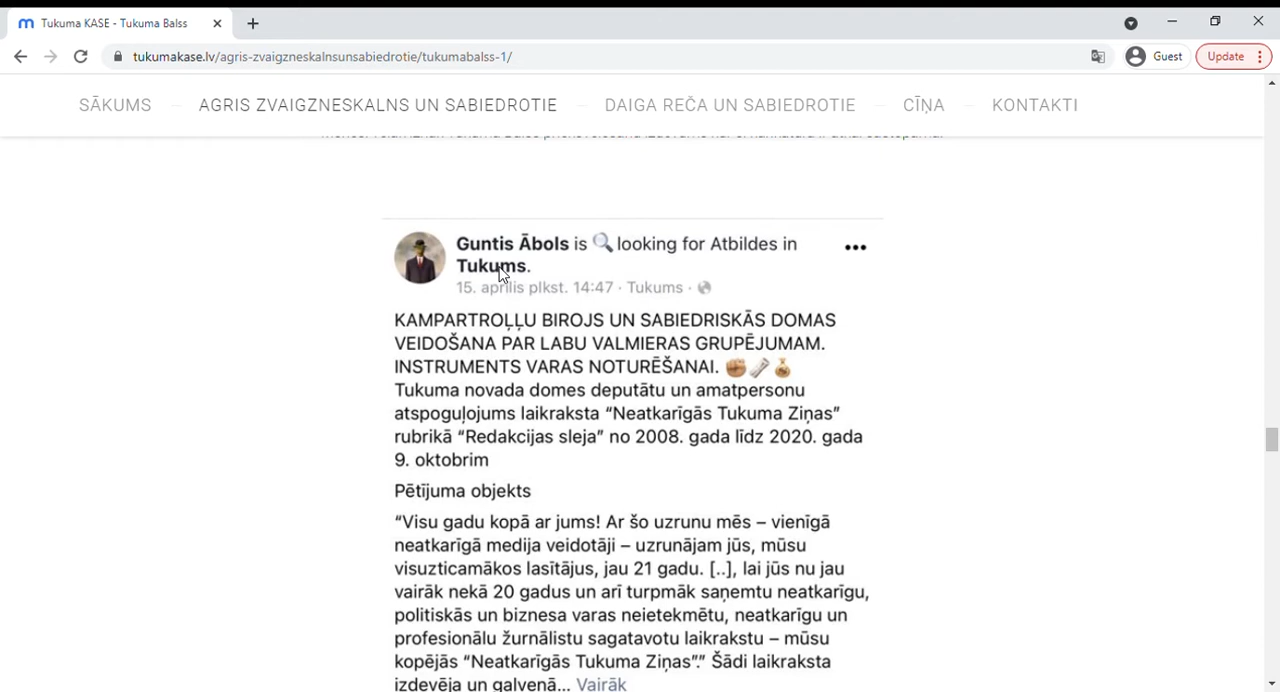 Tukuma KASE - Tukuma Balss
tukumakase.lv/agris-zvaigzneskalnsunsabiedrotie/tukumabalss-1/
Guest
Update
SĀKUMS
AGRIS ZVAIGZNESKALNS UN SABIEDROTIE
DAIGA REČA UN SABIEDROTIE
CĪŅA
KONTAKTI
Guntis Ābols is 🔍 looking for Atbildes in
Tukums.
15. aprīlis plkst. 14:47 · Tukums ·
KAMPARTROĻĻU BIROJS UN SABIEDRISKĀS DOMAS
VEIDOŠANA PAR LABU VALMIERAS GRUPĒJUMAM.
INSTRUMENTS VARAS NOTURĒŠANAI. ✊🗞️💰
Tukuma novada domes deputātu un amatpersonu
atspoguļojums laikraksta “Neatkarīgās Tukuma Ziņas”
rubrikā “Redakcijas sleja” no 2008. gada līdz 2020. gada
9. oktobrim
Pētījuma objekts
“Visu gadu kopā ar jums! Ar šo uzrunu mēs – vienīgā
neatkarīgā medija veidotāji – uzrunājam jūs, mūsu
visuzticamākos lasītājus, jau 21 gadu. [..], lai jūs nu jau
vairāk nekā 20 gadus un arī turpmāk saņemtu neatkarīgu,
politiskās un biznesa varas neietekmētu, neatkarīgu un
profesionālu žurnālistu sagatavotu laikrakstu – mūsu
kopējās “Neatkarīgās Tukuma Ziņas”.” Šādi laikraksta
izdevēja un galvenā... Vairāk